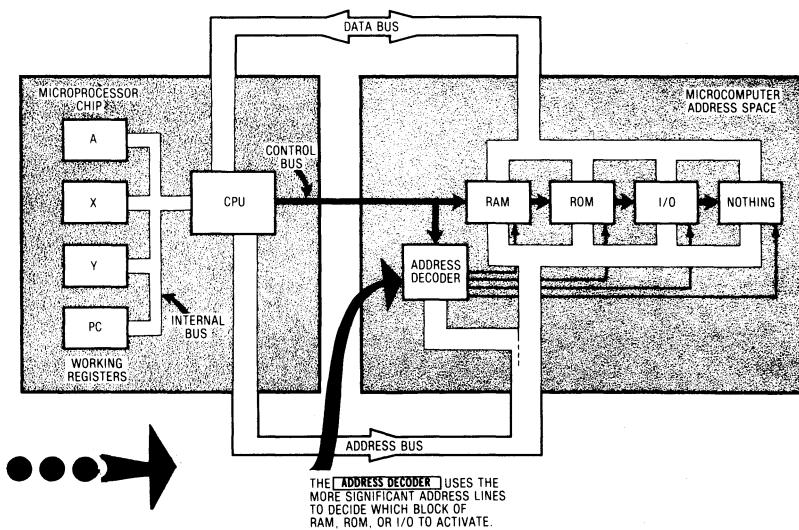 DATA BUS
MICROPROCESSOR
CHIP
MICROCOMPUTER
ADDRESS SPACE
A
X
Y
PC
CPU
CONTROL
BUS
RAM
ROM
I/O
NOTHING
ADDRESS
DECODER
INTERNAL
BUS
WORKING
REGISTERS
ADDRESS BUS
THE ADDRESS DECODER USES THE
MORE SIGNIFICANT ADDRESS LINES
TO DECIDE WHICH BLOCK OF
RAM, ROM, OR I/O TO ACTIVATE.